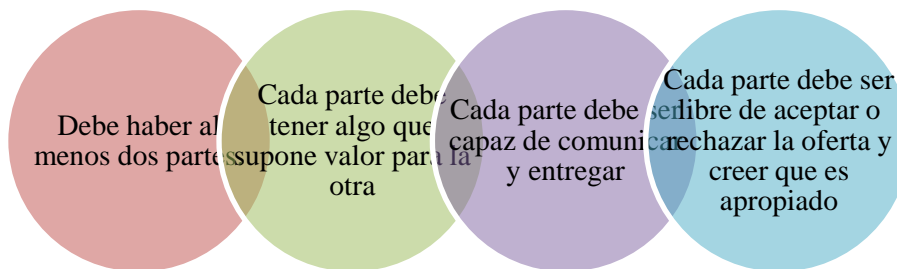 Debe haber al
menos dos partes
Cada parte debe
tener algo que
supone valor para la
otra
Cada parte debe ser
capaz de comunicar
y entregar
Cada parte debe ser
libre de aceptar o
rechazar la oferta y
creer que es
apropiado